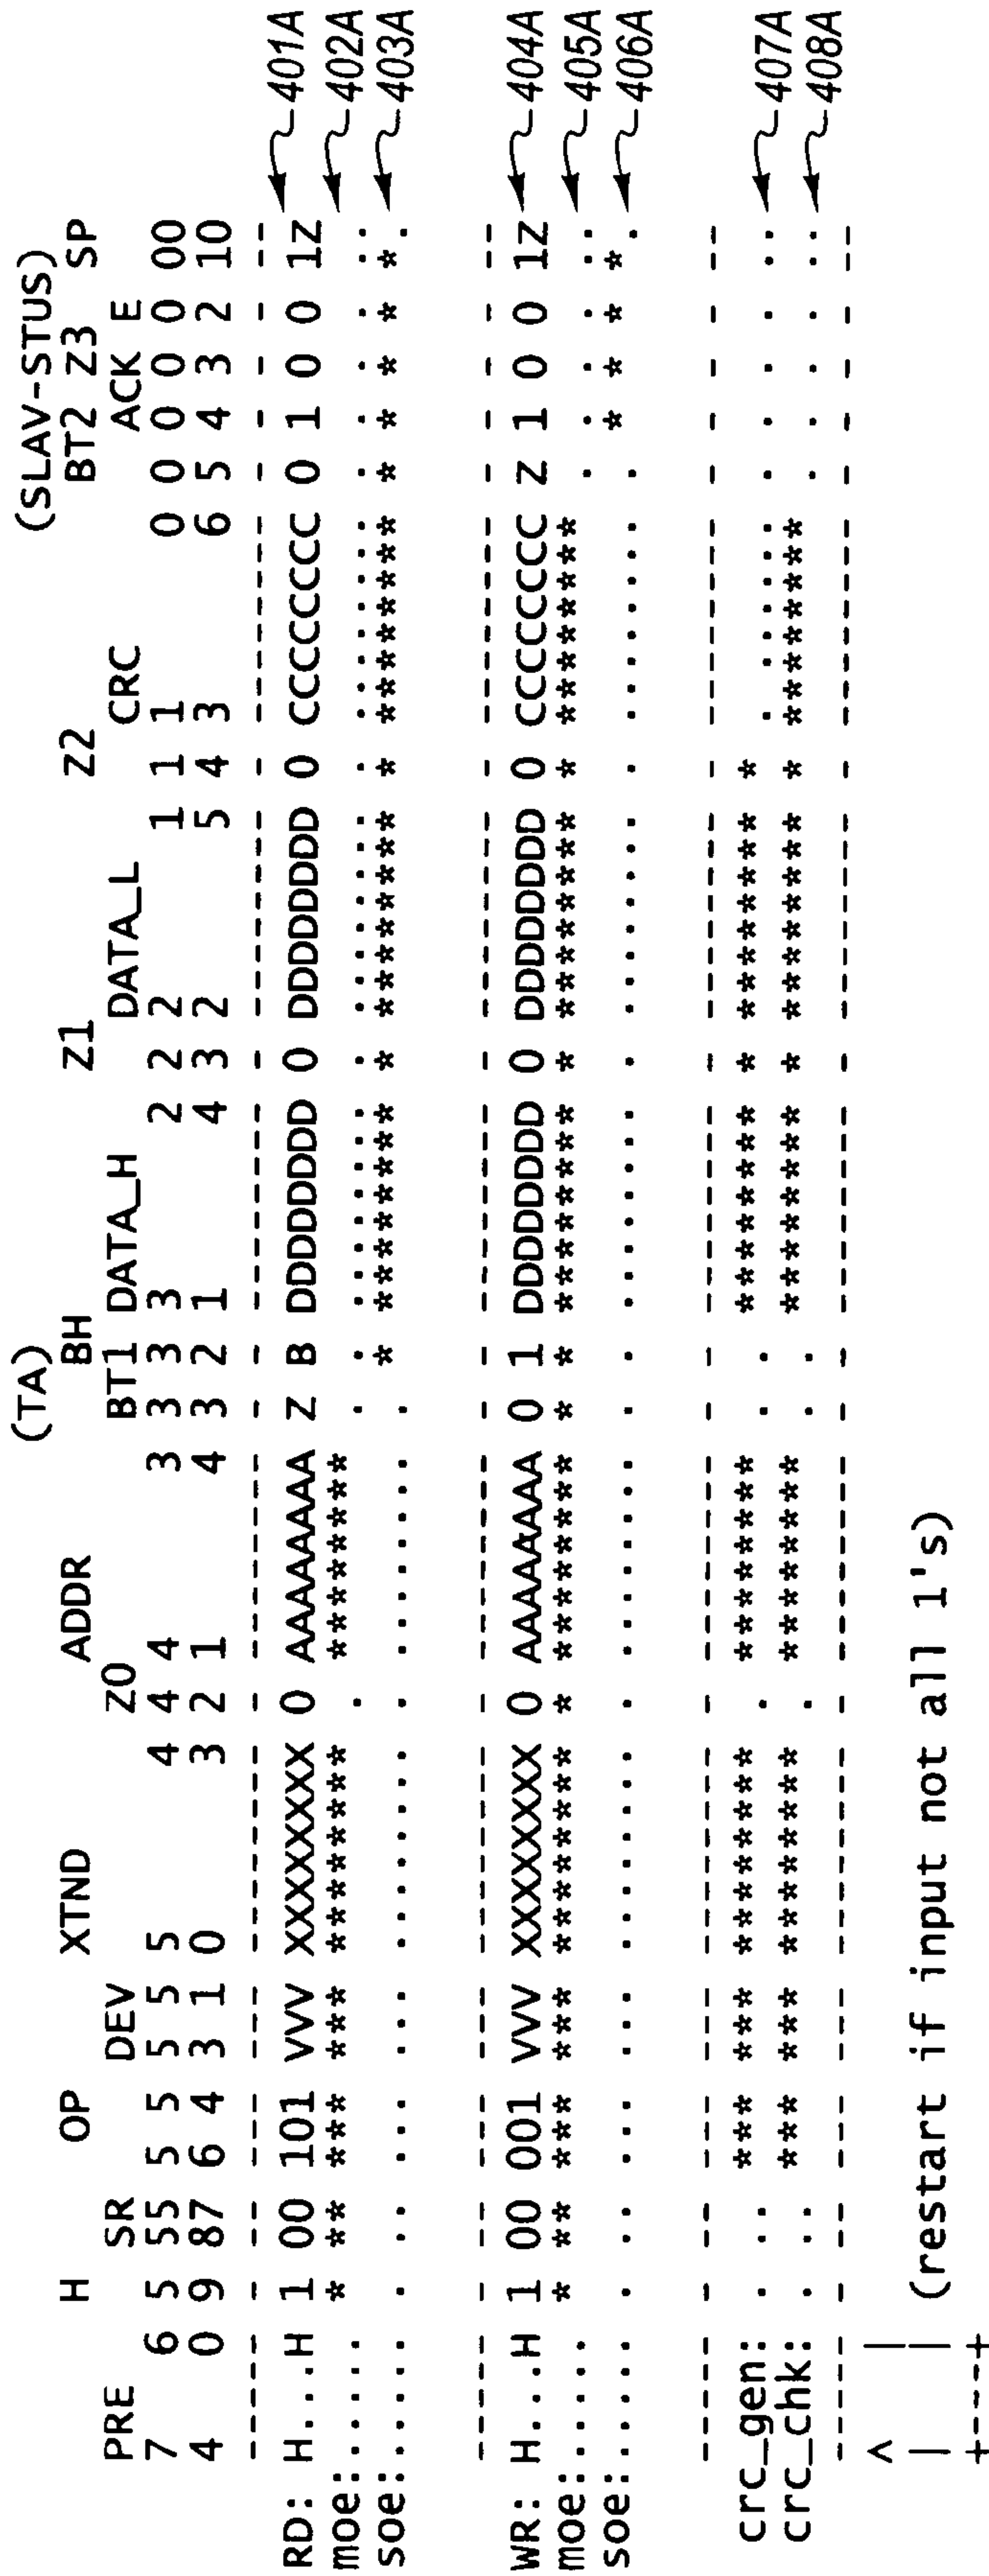 (TA) (SLAV-STUS)
H OP XTND ADDR BH Z1 Z2 BT2 Z3 SP
PRE SR DEV Z0 BT1 DATA_H DATA_L CRC ACK E
7 6 5 55 5 5 5 5 5 4 4 4 3 3 3 3 2 2 2 1 1 1 0 0 0 0 0 00
4 0 9 87 6 4 3 1 0 3 2 1 4 3 2 1 4 3 2 5 4 3 6 5 4 3 2 10
----- - -- --- --- -------- - -------- - - -------- - -------- - -------- - - - - --
RD: H...H 1 00 101 VVV XXXXXXXX 0 AAAAAAAA Z B DDDDDDDD 0 DDDDDDDD 0 CCCCCCCC 0 1 0 0 1Z 401A
moe:..... * ** *** *** ******** . ******** . . ........ . ........ . ........ . . . . .. 402A
soe:..... . .. ... ... ........ . ........ . * ******** * ******** * ******** * * * * *. 403A
----- - -- --- --- -------- - -------- - - -------- - -------- - -------- - - - - --
WR: H...H 1 00 001 VVV XXXXXXXX 0 AAAAAAAA 0 1 DDDDDDDD 0 DDDDDDDD 0 CCCCCCCC Z 1 0 0 1Z 404A
moe:..... * ** *** *** ******** * ******** * * ******** * ******** * ******** . . . . .. 405A
soe:..... . .. ... ... ........ . ........ . . ........ . ........ . ........ . * * * *. 406A
----- - -- --- --- -------- - -------- - - -------- - -------- - -------- - - - - --
crc_gen: . .. *** *** ******** . ******** . . ******** * ******** * ........ . . . . .. 407A
crc_chk: . .. *** *** ******** . ******** . . ******** * ******** * ******** . . . . .. 408A
----- - -- --- --- -------- - -------- - - -------- - -------- - -------- - - - - --
^ |
| | (restart if input not all 1's)
+----+